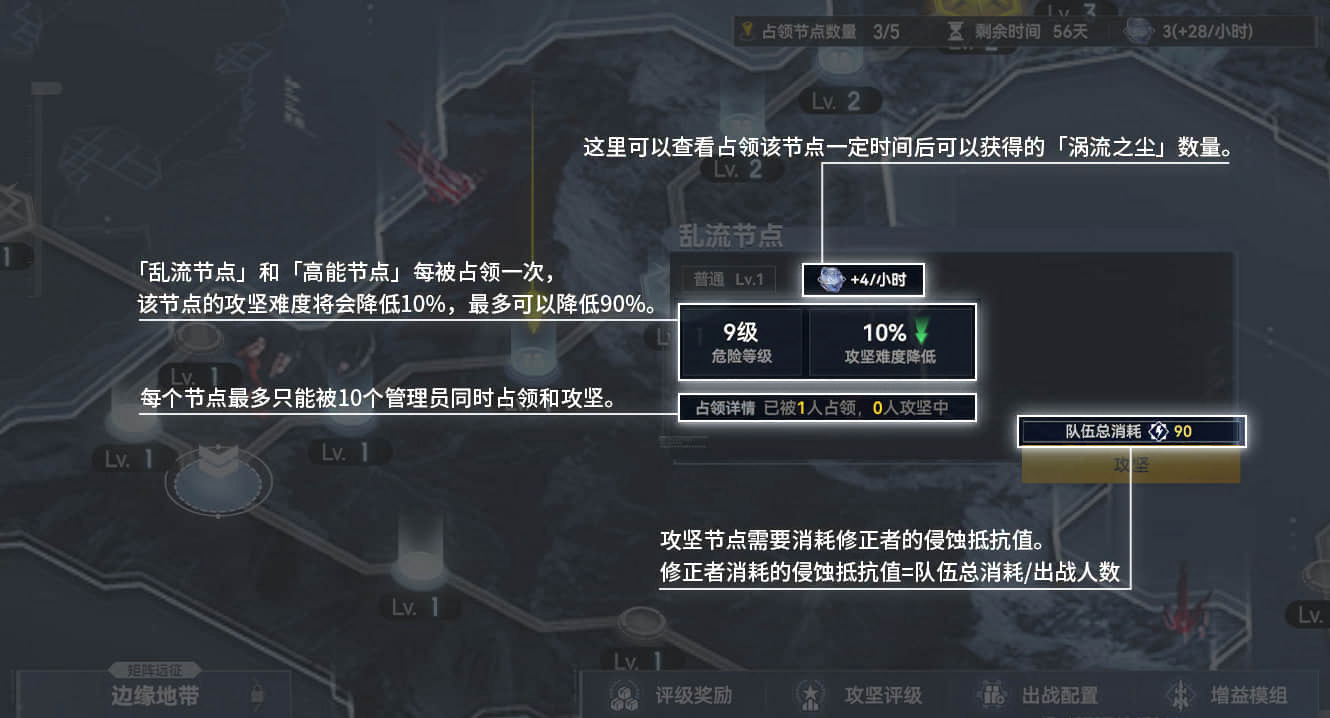 占领节点数量 3/5 剩余时间 56天 3(+28/小时)
Lv. 3
Lv. 2
Lv. 2
Lv. 2
这里可以查看占领该节点一定时间后可以获得的「涡流之尘」数量。
乱流节点
普通 Lv.1
+4/小时
「乱流节点」和「高能节点」每被占领一次，
该节点的攻坚难度将会降低10%，最多可以降低90%。
9级
危险等级
10%
攻坚难度降低
每个节点最多只能被10个管理员同时占领和攻坚。
占领详情 已被1人占领，0人攻坚中
队伍总消耗 90
攻坚
攻坚节点需要消耗修正者的侵蚀抵抗值。
修正者消耗的侵蚀抵抗值=队伍总消耗/出战人数
1
Lv. 1
Lv. 1
Lv. 1
Lv. 1
Lv. 1
Lv.
矩阵远征
边缘地带
评级奖励
攻坚评级
出战配置
增益模组